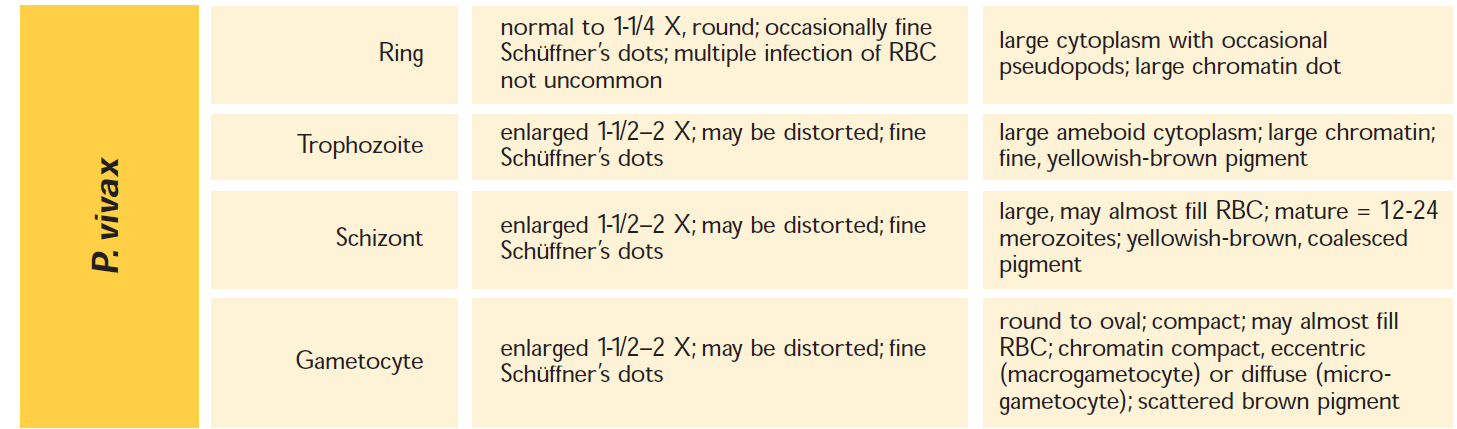 P. vivax
Ring
normal to 1-1/4 X, round; occasionally fine
Schüffner’s dots; multiple infection of RBC
not uncommon
large cytoplasm with occasional
pseudopods; large chromatin dot
Trophozoite
enlarged 1-1/2–2 X; may be distorted; fine
Schüffner’s dots
large ameboid cytoplasm; large chromatin;
fine, yellowish-brown pigment
Schizont
enlarged 1-1/2–2 X; may be distorted; fine
Schüffner’s dots
large, may almost fill RBC; mature = 12-24
merozoites; yellowish-brown, coalesced
pigment
Gametocyte
enlarged 1-1/2–2 X; may be distorted; fine
Schüffner’s dots
round to oval; compact; may almost fill
RBC; chromatin compact, eccentric
(macrogametocyte) or diffuse (micro-
gametocyte); scattered brown pigment